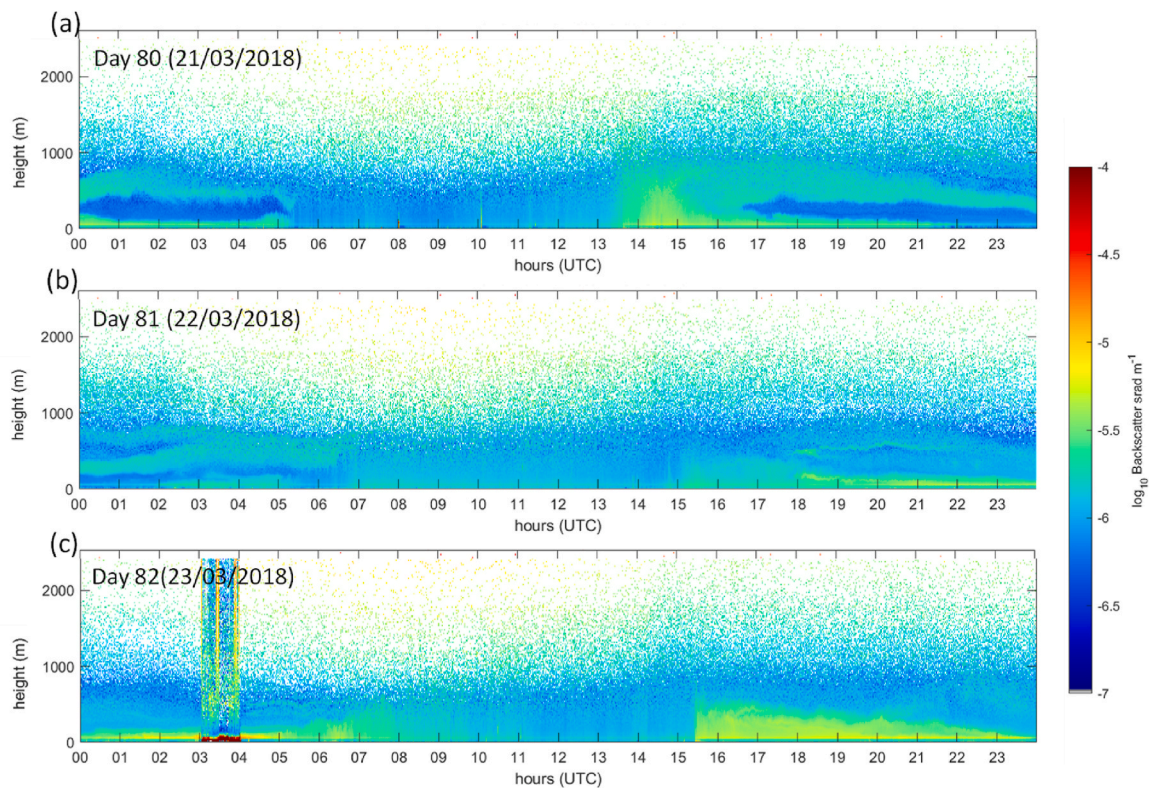 (a)
Day 80 (21/03/2018)
2000
1000
0
height (m)
00 01 02 03 04 05 06 07 08 09 10 11 12 13 14 15 16 17 18 19 20 21 22 23
hours (UTC)
(b)
Day 81 (22/03/2018)
2000
1000
0
height (m)
00 01 02 03 04 05 06 07 08 09 10 11 12 13 14 15 16 17 18 19 20 21 22 23
hours (UTC)
(c)
Day 82(23/03/2018)
2000
1000
0
height (m)
00 01 02 03 04 05 06 07 08 09 10 11 12 13 14 15 16 17 18 19 20 21 22 23
hours (UTC)
-4
-4.5
-5
-5.5
-6
-6.5
-7
log₁₀ Backscatter srad m⁻¹